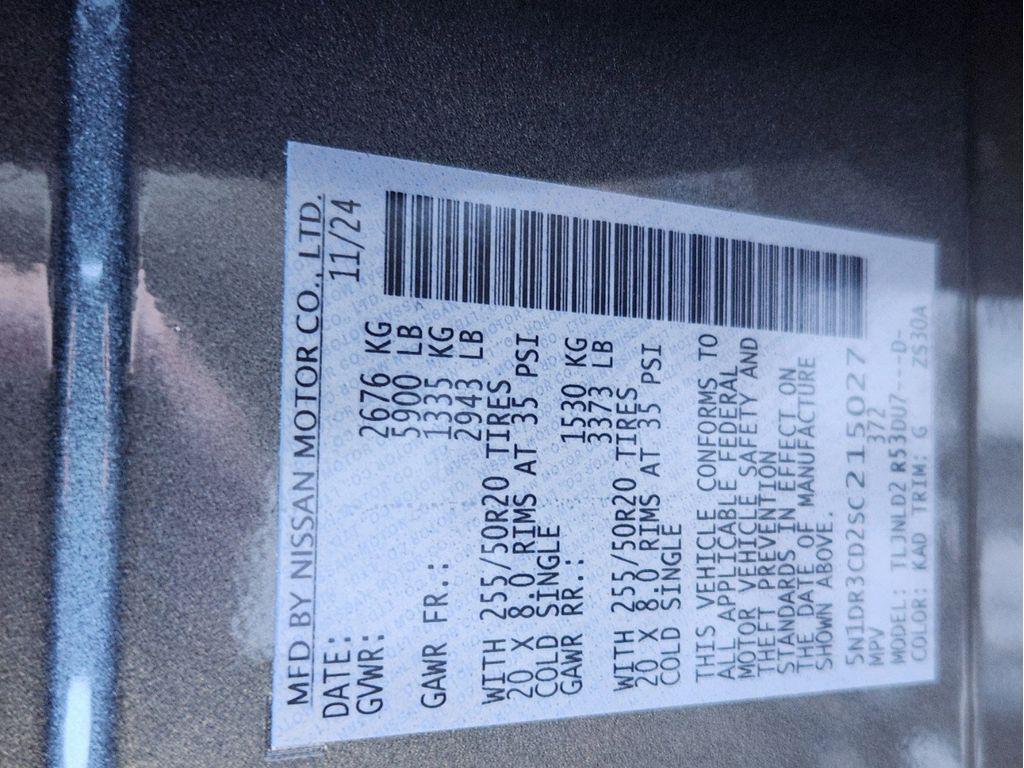 MFD BY NISSAN MOTOR CO., LTD.
DATE: 11/24
GVWR: 2676 KG
5900 LB
GAWR FR.: 1335 KG
2943 LB
WITH 255/50R20 TIRES
20 X 8.0 RIMS AT 35 PSI
COLD SINGLE
GAWR RR.: 1530 KG
3373 LB
WITH 255/50R20 TIRES
20 X 8.0 RIMS AT 35 PSI
COLD SINGLE
THIS VEHICLE CONFORMS TO
ALL APPLICABLE FEDERAL
MOTOR VEHICLE SAFETY AND
THEFT PREVENTION
STANDARDS IN EFFECT ON
THE DATE OF MANUFACTURE
SHOWN ABOVE.
5N1DR3CD2SC215027
MPV 372
MODEL: TLJNLD2 R53DU7---D-
COLOR: KAD TRIM: G ZS30A